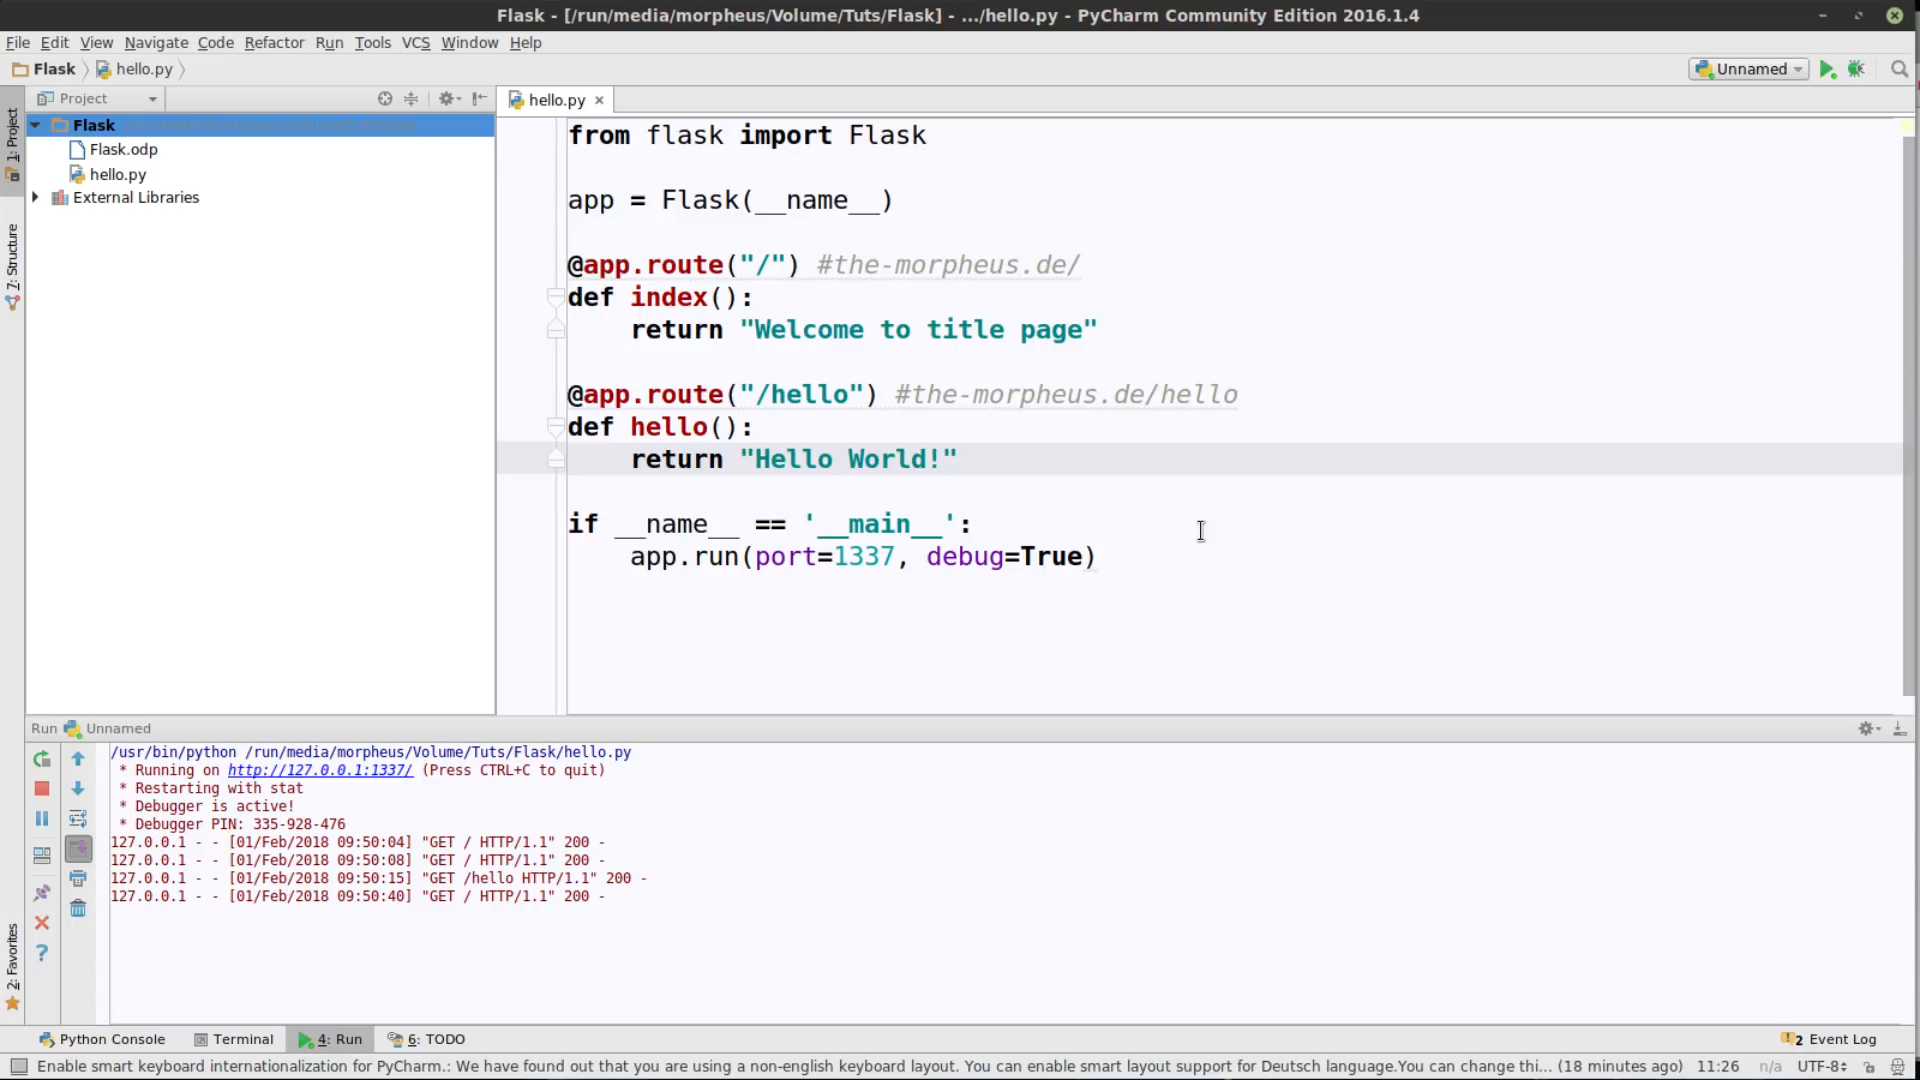 Flask - [/run/media/morpheus/Volume/Tuts/Flask] - .../hello.py - PyCharm Community Edition 2016.1.4
File Edit View Navigate Code Refactor Run Tools VCS Window Help
Flask hello.py Unnamed
Project hello.py
1: Project
7: Structure
2: Favorites
Flask
Flask.odp
hello.py
External Libraries
from flask import Flask
app = Flask(__name__)
@app.route("/") #the-morpheus.de/
def index():
    return "Welcome to title page"
@app.route("/hello") #the-morpheus.de/hello
def hello():
    return "Hello World!"
if __name__ == '__main__':
    app.run(port=1337, debug=True)
Run Unnamed
/usr/bin/python /run/media/morpheus/Volume/Tuts/Flask/hello.py
 * Running on http://127.0.0.1:1337/ (Press CTRL+C to quit)
 * Restarting with stat
 * Debugger is active!
 * Debugger PIN: 335-928-476
127.0.0.1 - - [01/Feb/2018 09:50:04] "GET / HTTP/1.1" 200 -
127.0.0.1 - - [01/Feb/2018 09:50:08] "GET / HTTP/1.1" 200 -
127.0.0.1 - - [01/Feb/2018 09:50:15] "GET /hello HTTP/1.1" 200 -
127.0.0.1 - - [01/Feb/2018 09:50:40] "GET / HTTP/1.1" 200 -
Python Console Terminal 4: Run 6: TODO 2 Event Log
Enable smart keyboard internationalization for PyCharm.: We have found out that you are using a non-english keyboard layout. You can enable smart layout support for Deutsch language.You can change thi... (18 minutes ago) 11:26 n/a UTF-8